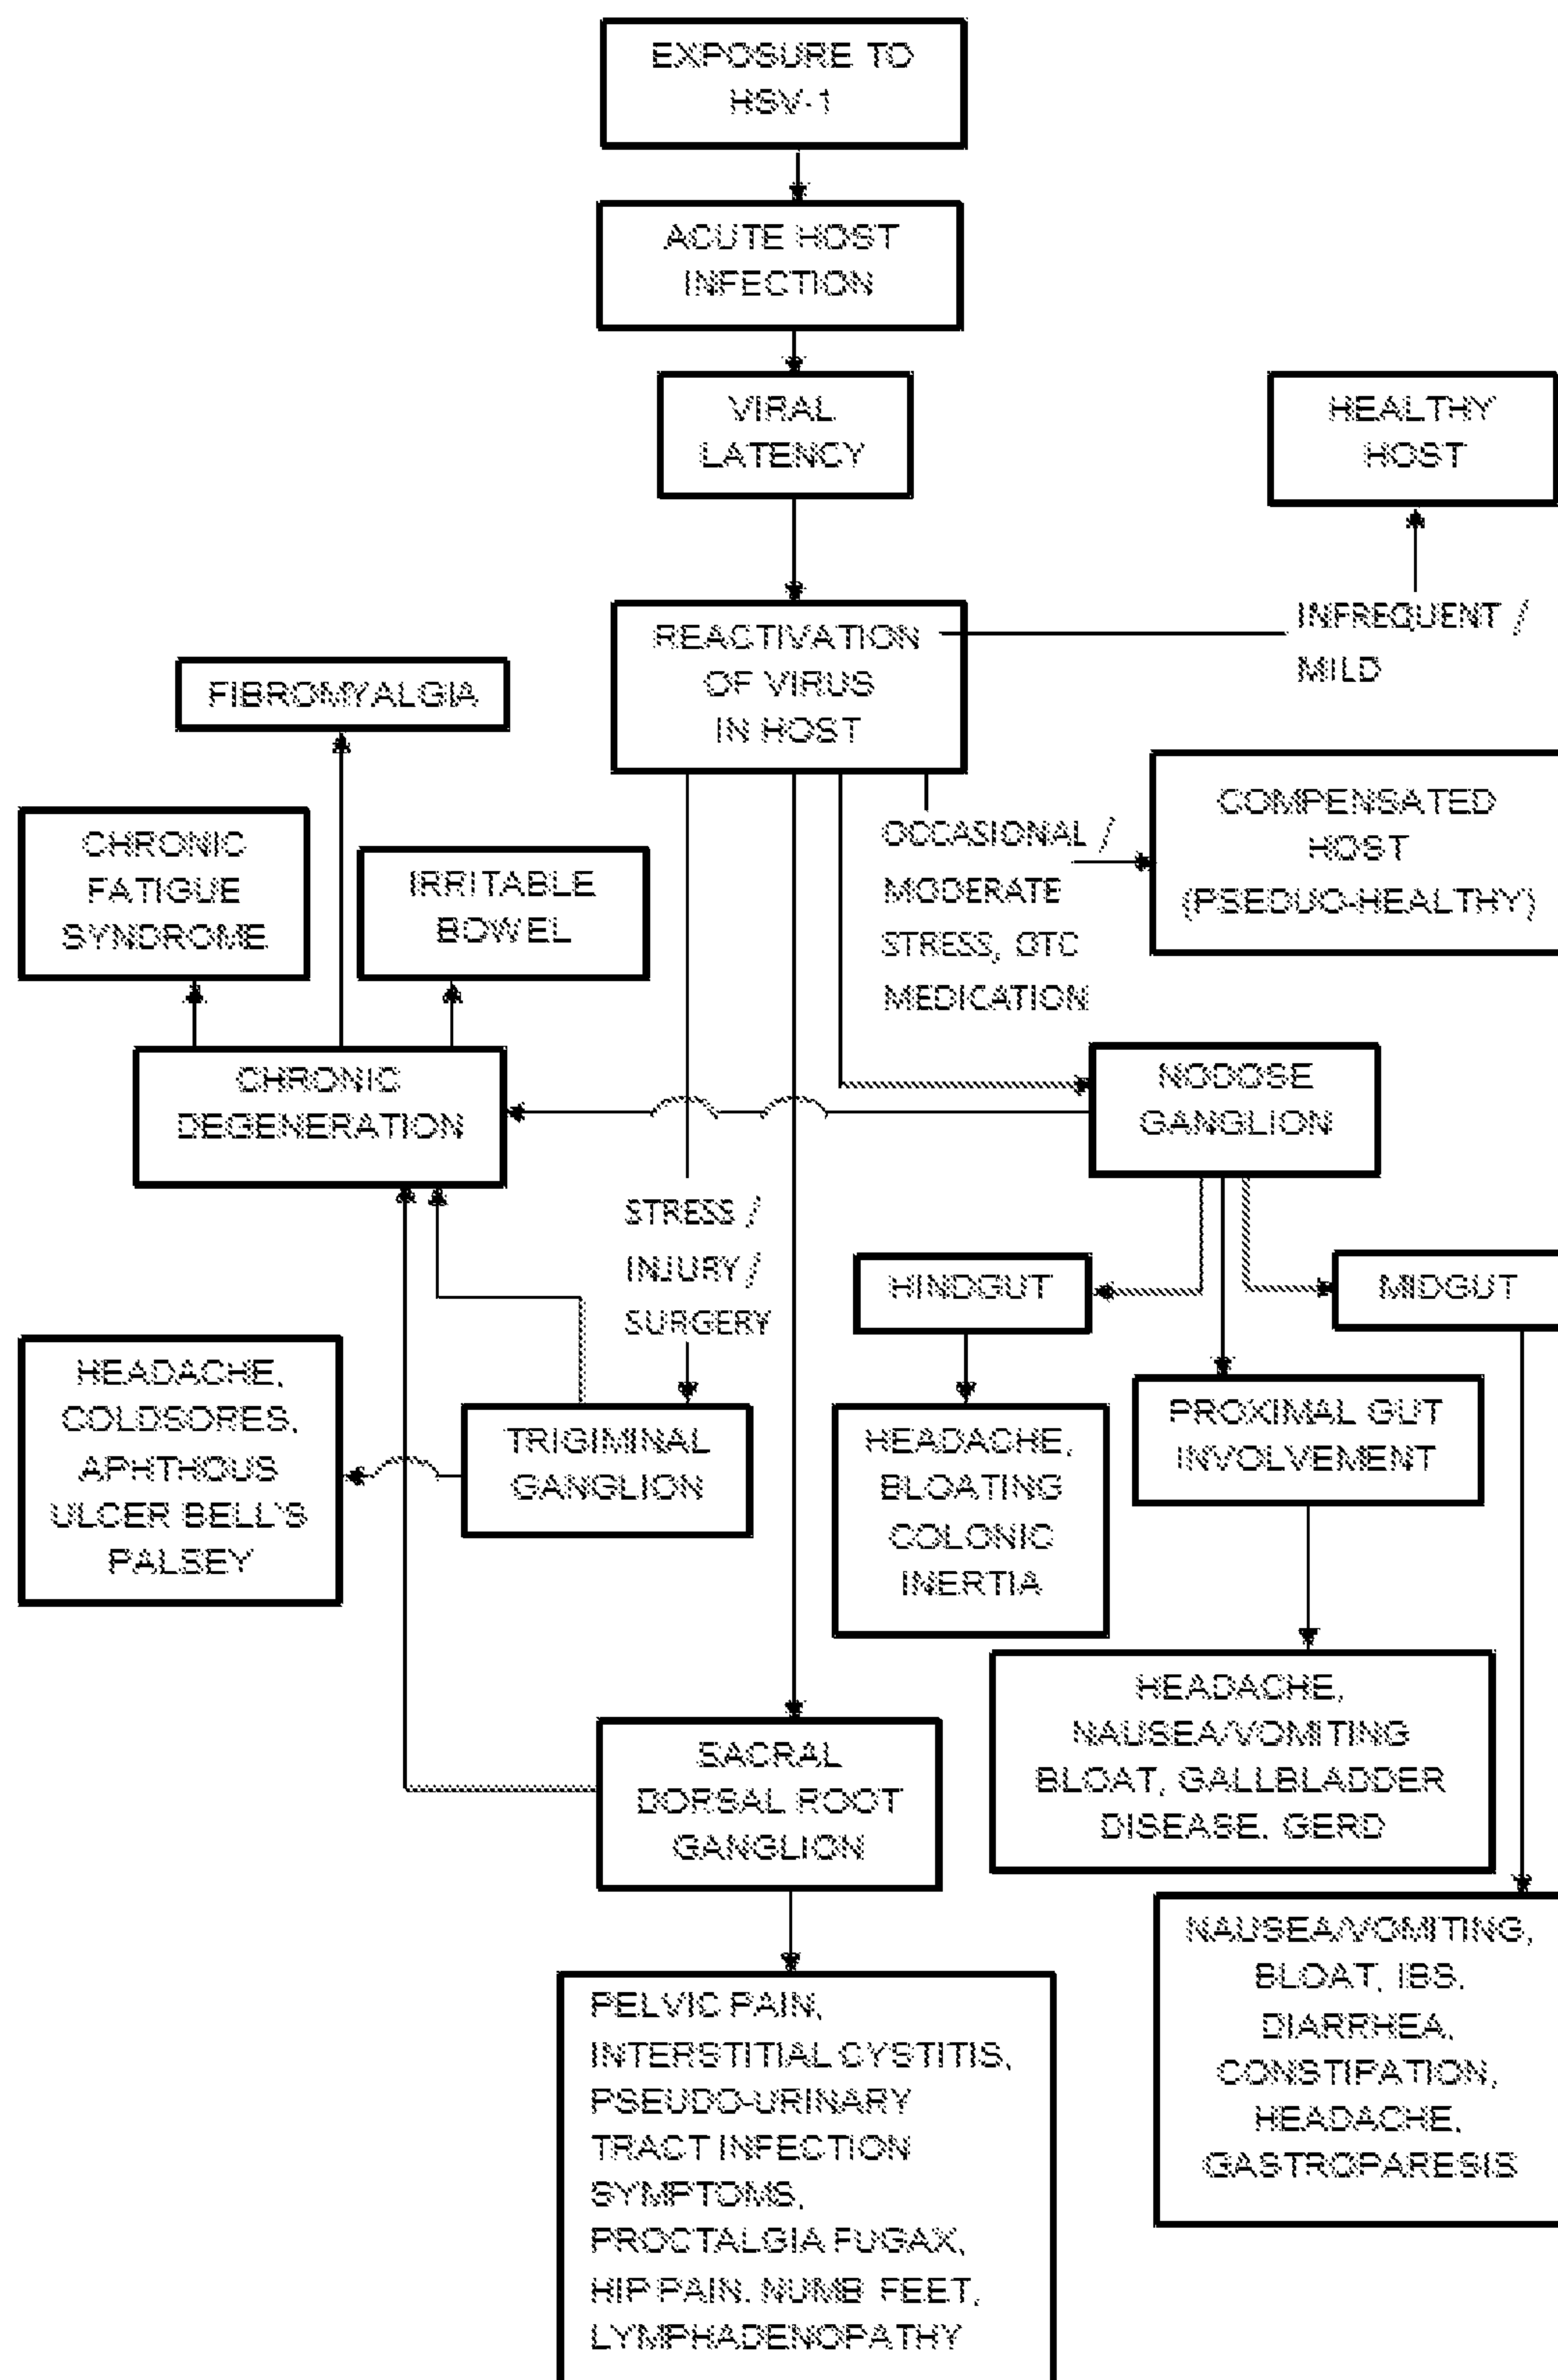 EXPOSURE TO
HSV-1
ACUTE HOST
INFECTION
VIRAL
LATENCY
HEALTHY
HOST
REACTIVATION
OF VIRUS
IN HOST
INFREQUENT /
MILD
FIBROMYALGIA
CHRONIC
FATIGUE
SYNDROME
IRRITABLE
BOWEL
OCCASIONAL /
MODERATE
STRESS, OTC
MEDICATION
COMPENSATED
HOST
(PSEDUO-HEALTHY)
CHRONIC
DEGENERATION
NODOSE
GANGLION
STRESS /
INJURY /
SURGERY
HINDGUT
MIDGUT
HEADACHE,
COLDSORES,
APHTHOUS
ULCER BELL'S
PALSEY
TRIGIMINAL
GANGLION
HEADACHE,
BLOATING
COLONIC
INERTIA
PROXIMAL GUT
INVOLVEMENT
HEADACHE,
NAUSEA/VOMITING
BLOAT, GALLBLADDER
DISEASE, GERD
SACRAL
DORSAL ROOT
GANGLION
NAUSEA/VOMITING,
BLOAT, IBS,
DIARRHEA,
CONSTIPATION,
HEADACHE,
GASTROPARESIS
PELVIC PAIN,
INTERSTITIAL CYSTITIS,
PSEUDO-URINARY
TRACT INFECTION
SYMPTOMS,
PROCTALGIA FUGAX,
HIP PAIN, NUMB FEET,
LYMPHADENOPATHY